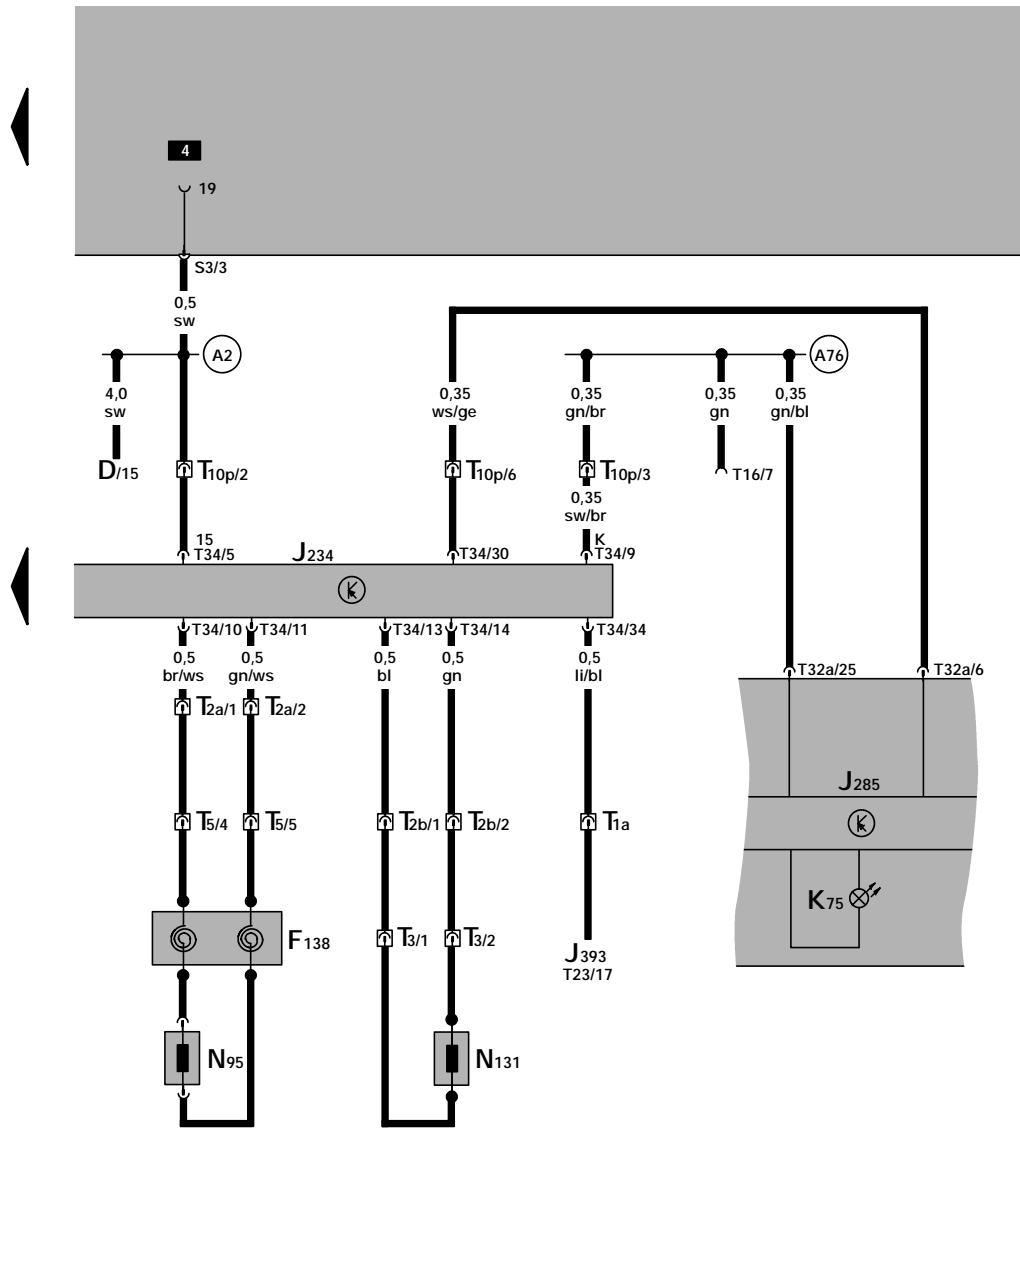 4
19
S3/3
0,5
sw
A2
A76
4,0
sw
0,35
ws/ge
0,35
gn/br
0,35
gn
0,35
gn/bl
D/15
T10p/2
T10p/6
T10p/3
T16/7
0,35
sw/br
15
T34/5
J234
T34/30
K
T34/9
T34/10
T34/11
T34/13
T34/14
T34/34
0,5
br/ws
0,5
gn/ws
0,5
bl
0,5
gn
0,5
li/bl
T32a/25
T32a/6
T2a/1
T2a/2
J285
T5/4
T5/5
T2b/1
T2b/2
T1a
K75
F138
T3/1
T3/2
J393
T23/17
N95
N131